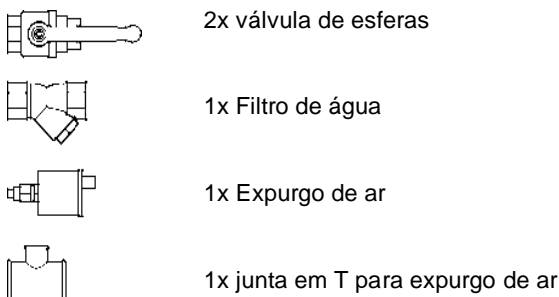 2x válvula de esferas
1x Filtro de água
1x Expurgo de ar
1x junta em T para expurgo de ar